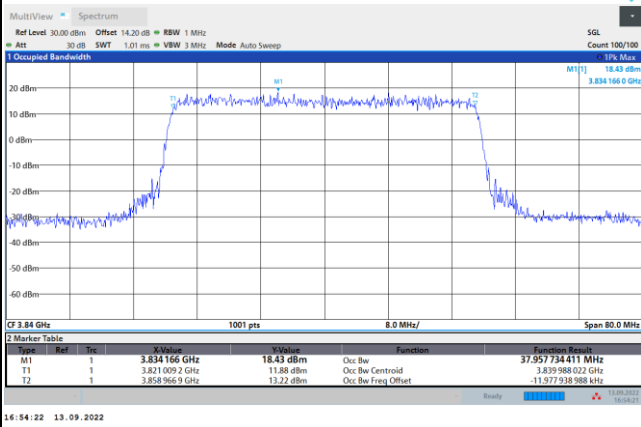 MultiView Spectrum
Ref Level 30.00 dBm Offset 14.20 dB RBW 1 MHz SGL
Att 30 dB SWT 1.01 ms VBW 3 MHz Mode Auto Sweep Count 100/100
1 Occupied Bandwidth 1Pk Max
M1[1] 18.43 dBm
3.834 166 0 GHz
M1
T1
T2
20 dBm
10 dBm
0 dBm
-10 dBm
-20 dBm
-30 dBm
-40 dBm
-50 dBm
-60 dBm
CF 3.84 GHz 1001 pts 8.0 MHz/ Span 80.0 MHz
2 Marker Table
Type Ref Trc X-Value Y-Value Function Function Result
M1 1 3.834 166 GHz 18.43 dBm Occ Bw 37.957 734 411 MHz
T1 1 3.821 009 2 GHz 11.88 dBm Occ Bw Centroid 3.839 988 022 GHz
T2 1 3.858 966 9 GHz 13.22 dBm Occ Bw Freq Offset -11.977 938 988 kHz
Ready 13.09.2022
16:54:21
16:54:22 13.09.2022